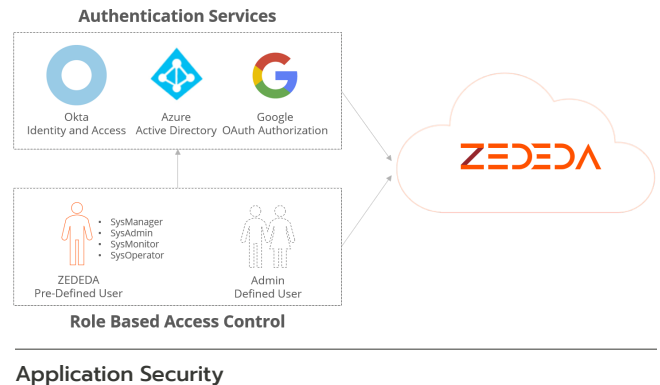 Authentication Services
Okta
Identity and Access
Azure
Active Directory
Google
OAuth Authorization
ZEDEDA
• SysManager
• SysAdmin
• SysMonitor
• SysOperator
ZEDEDA
Pre-Defined User
Admin
Defined User
Role Based Access Control
Application Security